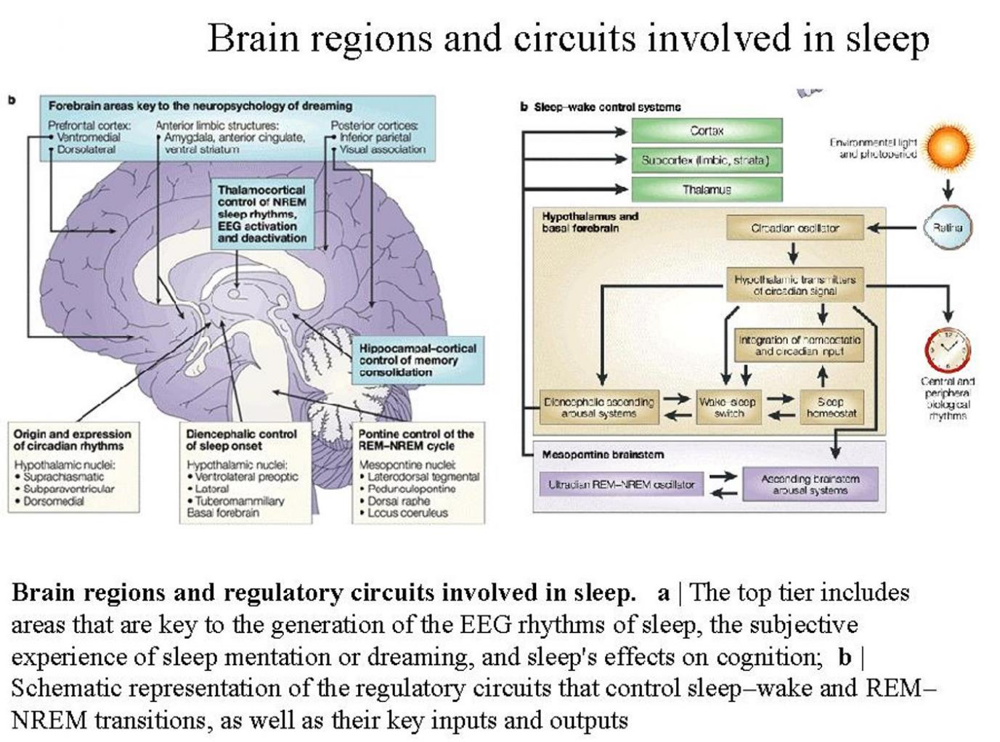 Brain regions and circuits involved in sleep
b
Forebrain areas key to the neuropsychology of dreaming
Prefrontal cortex:
• Ventromedial
• Dorsolateral
Anterior limbic structures:
• Amygdala, anterior cingulate,
ventral striatum
Posterior cortices:
• Inferior parietal
• Visual association
Thalamocortical
control of NREM
sleep rhythms,
EEG activation
and deactivation
Hippocampal-cortical
control of memory
consolidation
Origin and expression
of circadian rhythms
Hypothalamic nuclei:
• Suprachiasmatic
• Subparaventricular
• Dorsomedial
Diencephalic control
of sleep onset
Hypothalamic nuclei:
• Ventrolateral preoptic
• Lateral
• Tuberomammillary
Basal forebrain
Pontine control of the
REM–NREM cycle
Mesopontine nuclei:
• Laterodorsal tegmental
• Pedunculopontine
• Dorsal raphe
• Locus coeruleus
b Sleep–wake control systems
Cortex
Subcortex (limbic, striata)
Thalamus
Environmental light
and photoperiod
Retina
Hypothalamus and
basal forebrain
Circadian oscillator
Hypothalamic transmitters
of circadian signal
Integration of homeostatic
and circadian input
Diencephalic ascending
arousal systems
Wake–sleep
switch
Sleep
homeostat
Central and
peripheral
biological
rhythms
Mesopontine brainstem
Ultradian REM–NREM oscillator
Ascending brainstem
arousal systems
Brain regions and regulatory circuits involved in sleep. a | The top tier includes
areas that are key to the generation of the EEG rhythms of sleep, the subjective
experience of sleep mentation or dreaming, and sleep's effects on cognition; b |
Schematic representation of the regulatory circuits that control sleep–wake and REM–
NREM transitions, as well as their key inputs and outputs